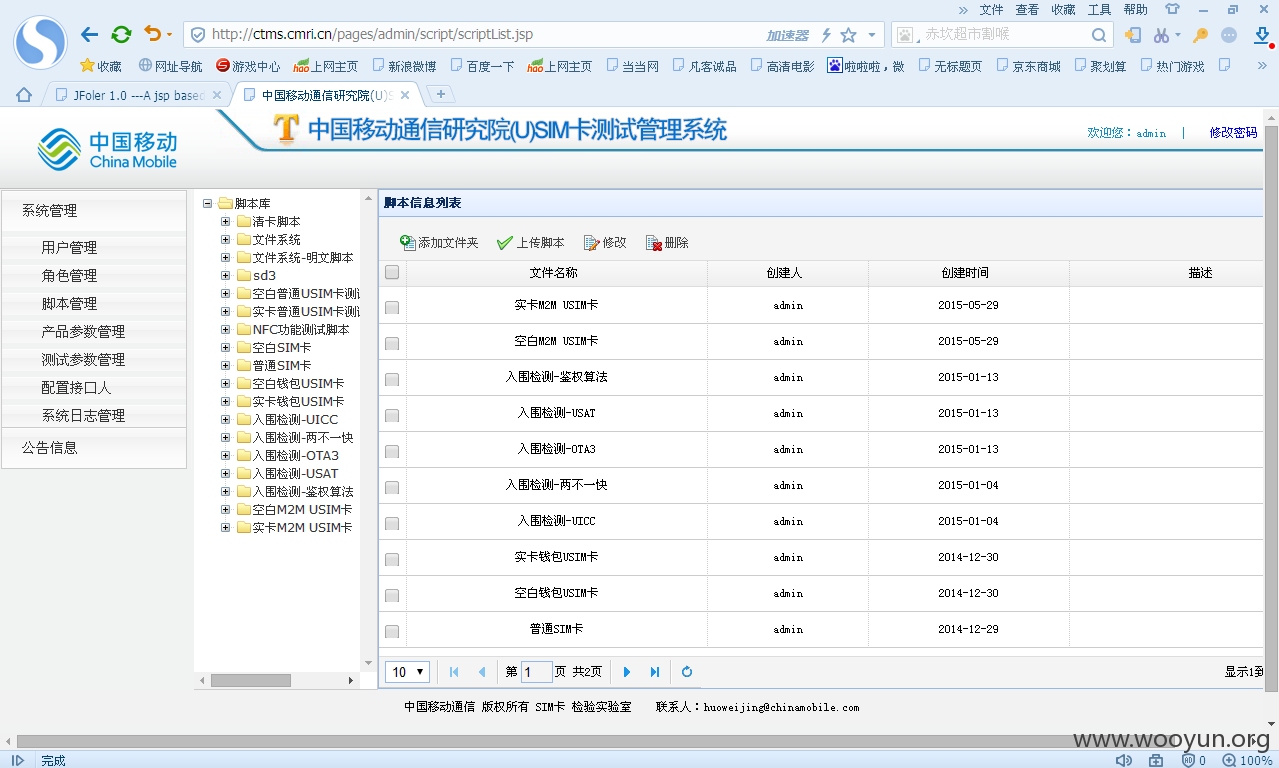 » 文件 查看 收藏 工具 帮助
http://ctms.cmri.cn/pages/admin/script/scriptList.jsp 加速器 赤坎超市割喉
收藏 网址导航 游戏中心 hao上网主页 新浪微博 百度一下 hao上网主页 当当网 凡客诚品 高清电影 啦啦啦，微 无标题页 京东商城 聚划算 热门游戏 »
JFoler 1.0 ---A jsp based 中国移动通信研究院(U)S
中国移动 China Mobile
中国移动通信研究院(U)SIM卡测试管理系统
欢迎您：admin | 修改密码
系统管理
用户管理
角色管理
脚本管理
产品参数管理
测试参数管理
配置接口人
系统日志管理
公告信息
脚本库
清卡脚本
文件系统
文件系统-明文脚本
sd3
空白普通USIM卡测
实卡普通USIM卡测
NFC功能测试脚本
空白SIM卡
普通SIM卡
空白钱包USIM卡
实卡钱包USIM卡
入围检测-UICC
入围检测-两不一快
入围检测-OTA3
入围检测-USAT
入围检测-鉴权算法
空白M2M USIM卡
实卡M2M USIM卡
脚本信息列表
添加文件夹 上传脚本 修改 删除
文件名称 创建人 创建时间 描述
实卡M2M USIM卡 admin 2015-05-29
空白M2M USIM卡 admin 2015-05-29
入围检测-鉴权算法 admin 2015-01-13
入围检测-USAT admin 2015-01-13
入围检测-OTA3 admin 2015-01-13
入围检测-两不一快 admin 2015-01-04
入围检测-UICC admin 2015-01-04
实卡钱包USIM卡 admin 2014-12-30
空白钱包USIM卡 admin 2014-12-30
普通SIM卡 admin 2014-12-29
10 第 1 页 共2页 显示1到
中国移动通信 版权所有 SIM卡 检验实验室 联系人：huoweijing@chinamobile.com
www.wooyun.org
完成 0 100%